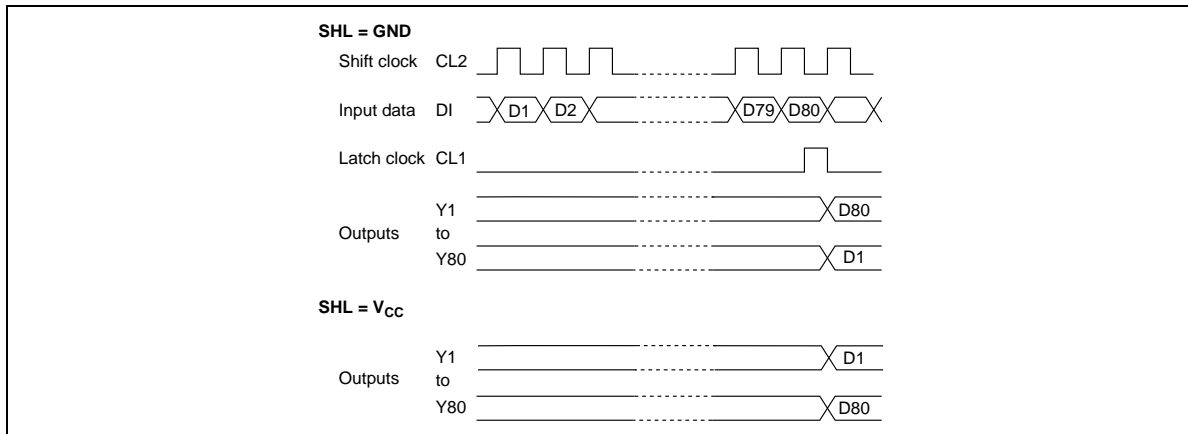 SHL = GND
Shift clock CL2
Input data DI D1 D2 D79 D80
Latch clock CL1
Y1 D80
Outputs to
Y80 D1
SHL = VCC
Y1 D1
Outputs to
Y80 D80